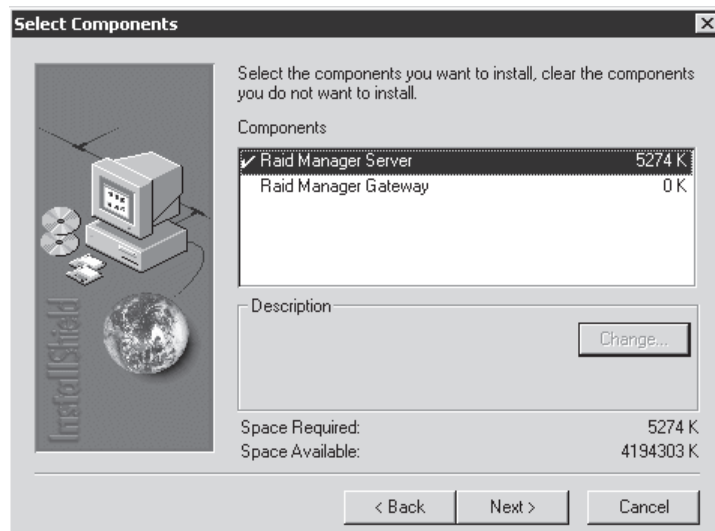 Select Components
Select the components you want to install, clear the components
you do not want to install.
Components
Raid Manager Server 5274 K
Raid Manager Gateway 0 K
Description
Change...
InstallShield
Space Required: 5274 K
Space Available: 4194303 K
< Back Next > Cancel